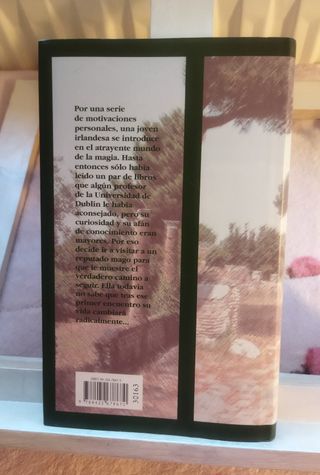 Por una serie
de motivaciones
personales, una joven
irlandesa se introduce
en el atrayente mundo
de la magia. Hasta
entonces sólo había
leído un par de libros
que algún profesor
de la Universidad de
Dublín le había
aconsejado, pero su
curiosidad y su afán
de conocimiento eran
mayores. Por eso
decide ir a visitar a un
reputado mago para
que le muestre el
verdadero camino a
seguir. Ella todavía
no sabe que tras ese
primer encuentro su
vida cambiará
radicalmente...
30163